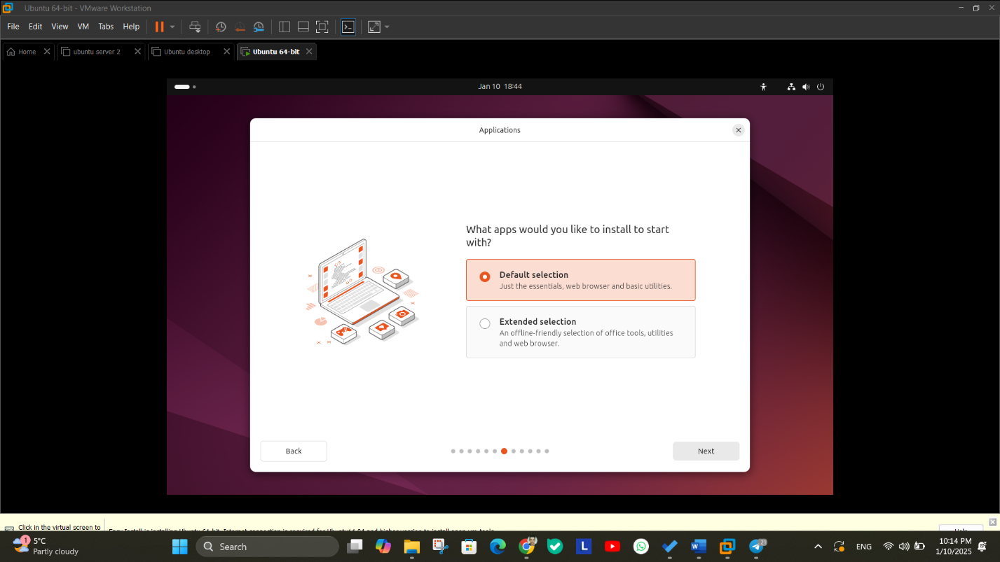 Ubuntu 64-bit - VMware Workstation
File Edit View VM Tabs Help
Home
ubuntu server 2
Ubuntu desktop
Ubuntu 64-bit
Jan 10 18:44
Applications
What apps would you like to install to start
with?
Default selection
Just the essentials, web browser and basic utilities.
Extended selection
An offline-friendly selection of office tools, utilities
and web browser.
Back
Next
Click in the virtual screen to
1
5°C
Partly cloudy
Search
L
W
21
ENG
10:14 PM
1/10/2025